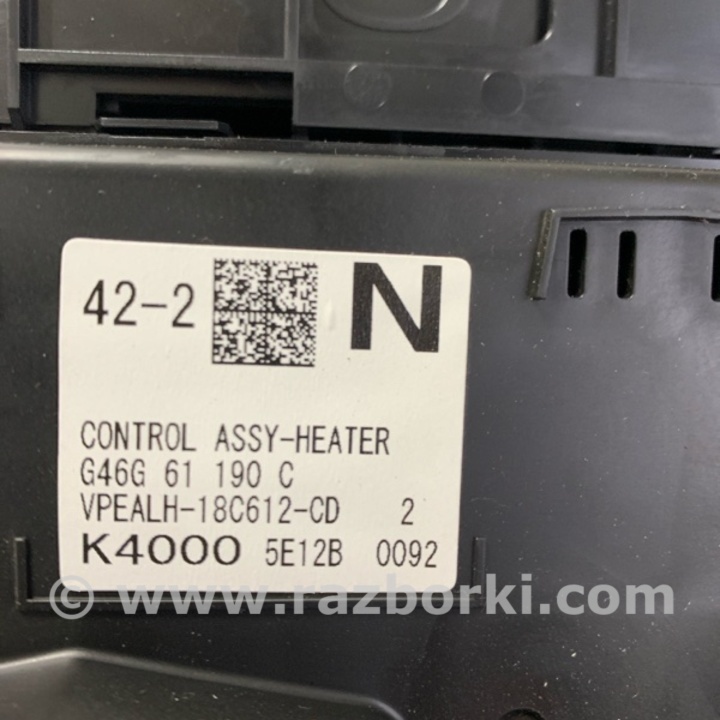 42-2 N
CONTROL ASSY-HEATER
G46G 61 190 C
VPEALH-18C612-CD 2
K4000 5E12B 0092
© www.razborki.com